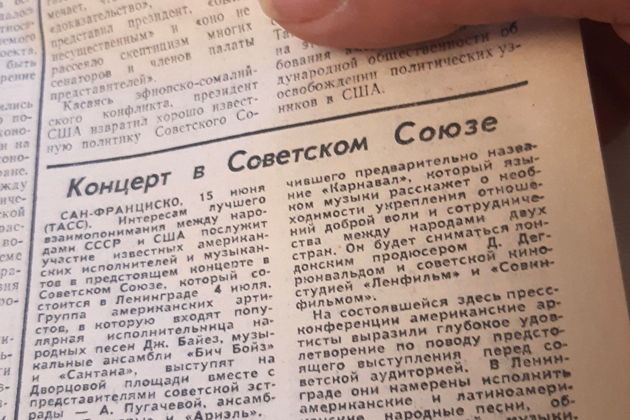 мечает, что
«доказательство»,
представил президент,
несущественным» и «оно не
рассеяло скептицизм многих
сенаторов и членов палаты
представителей».
Касаясь эфиопско-сомалий-
ского конфликта, президент
США извратил хорошо извест-
ную политику Советского Со-
дународной общественности об
освобождении политических уз-
ников в США.
Концерт в Советском Союзе
САН-ФРАНЦИСКО, 15 июня
(ТАСС). Интересам лучшего
взаимопонимания между наро-
дами СССР и США послужит
участие известных американ-
ских исполнителей и музыкан-
тов в предстоящем концерте в
Советском Союзе, который со-
стоится в Ленинграде 4 июля.
Группа американских арти-
стов, в которую входят попу-
лярная исполнительница на-
родных песен Дж. Байез, музы-
кальные ансамбли «Бич Бойз»
и «Сантана», выступят на
Дворцовой площади вместе с
представителями советской эст-
рады — А. Пугачевой, ансамб-
«Ариэль».
чившего предварительно назва-
ние «Карнавал», который язы-
ком музыки расскажет о необ-
ходимости укрепления отноше-
ний доброй воли и сотрудниче-
ства между народами двух
стран. Он будет сниматься лон-
донским продюсером Д. Дег-
рюнвальдом и советской кино-
студией «Ленфильм» и «Совин-
фильмом».
На состоявшейся здесь пресс-
конференции американские ар-
тисты выразили глубокое удов-
летворение по поводу предсто-
ящего выступления перед со-
ветской аудиторией. В Ленин-
граде они намерены исполнить
американские и латиноамери-
народные песни, об-